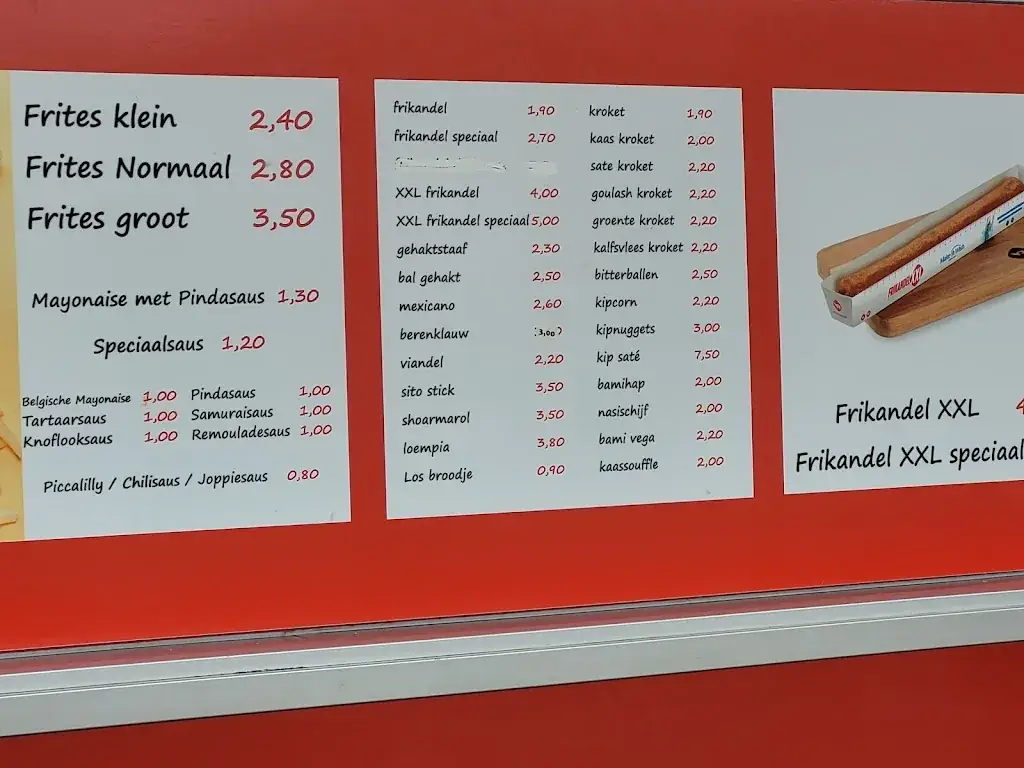 Frites klein 2,40
Frites Normaal 2,80
Frites groot 3,50
Mayonaise met Pindasaus 1,30
Speciaalsaus 1,20
Belgische Mayonaise 1,00 Pindasaus 1,00
Tartaarsaus 1,00 Samuraisaus 1,00
Knoflooksaus 1,00 Remouladesaus 1,00
Piccalilly / Chilisaus / Joppiesaus 0,80
frikandel 1,90
frikandel speciaal 2,70
XXL frikandel 4,00
XXL frikandel speciaal 5,00
gehaktstaaf 2,30
bal gehakt 2,50
mexicano 2,60
berenklauw 3,00
viandel 2,20
sito stick 3,50
shoarmarol 3,50
loempia 3,80
Los broodje 0,90
kroket 1,90
kaas kroket 2,00
sate kroket 2,20
goulash kroket 2,20
groente kroket 2,20
kalfsvlees kroket 2,20
bitterballen 2,50
kipcorn 2,20
kipnuggets 3,00
kip saté 7,50
bamihap 2,00
nasischijf 2,00
bami vega 2,20
kaassouffle 2,00
Frikandel XXL
Frikandel XXL speciaal